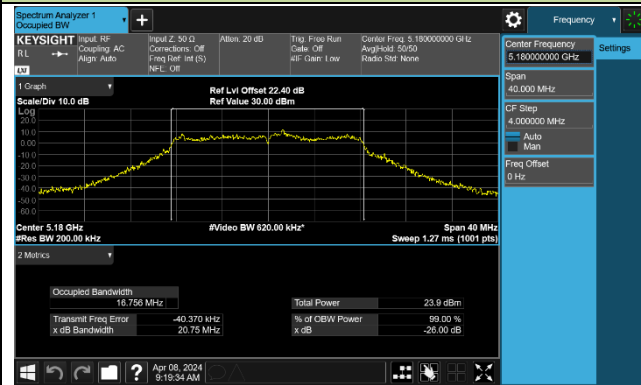 Spectrum Analyzer 1
Occupied BW
Frequency
KEYSIGHT
Input: RF
Input Z: 50 Ω
Atten: 20 dB
Trig: Free Run
Center Freq: 5.180000000 GHz
RL
Coupling: AC
Corrections: Off
Gate: Off
Avg|Hold: 50/50
Align: Auto
Freq Ref: Int (S)
#IF Gain: Low
Radio Std: None
NFE: Off
LXI
Center Frequency
5.180000000 GHz
Settings
Span
40.000 MHz
CF Step
4.000000 MHz
Auto
Man
Freq Offset
0 Hz
1 Graph
Ref Lvl Offset 22.40 dB
Scale/Div 10.0 dB
Ref Value 30.00 dBm
Log
20.0
10.0
0.00
-10.0
-20.0
-30.0
-40.0
-50.0
-60.0
Center 5.18 GHz
#Video BW 620.00 kHz*
Span 40 MHz
#Res BW 200.00 kHz
Sweep 1.27 ms (1001 pts)
2 Metrics
Occupied Bandwidth
16.756 MHz
Total Power
23.9 dBm
Transmit Freq Error
-40.370 kHz
% of OBW Power
99.00 %
x dB Bandwidth
20.75 MHz
x dB
-26.00 dB
Apr 08, 2024
9:19:34 AM